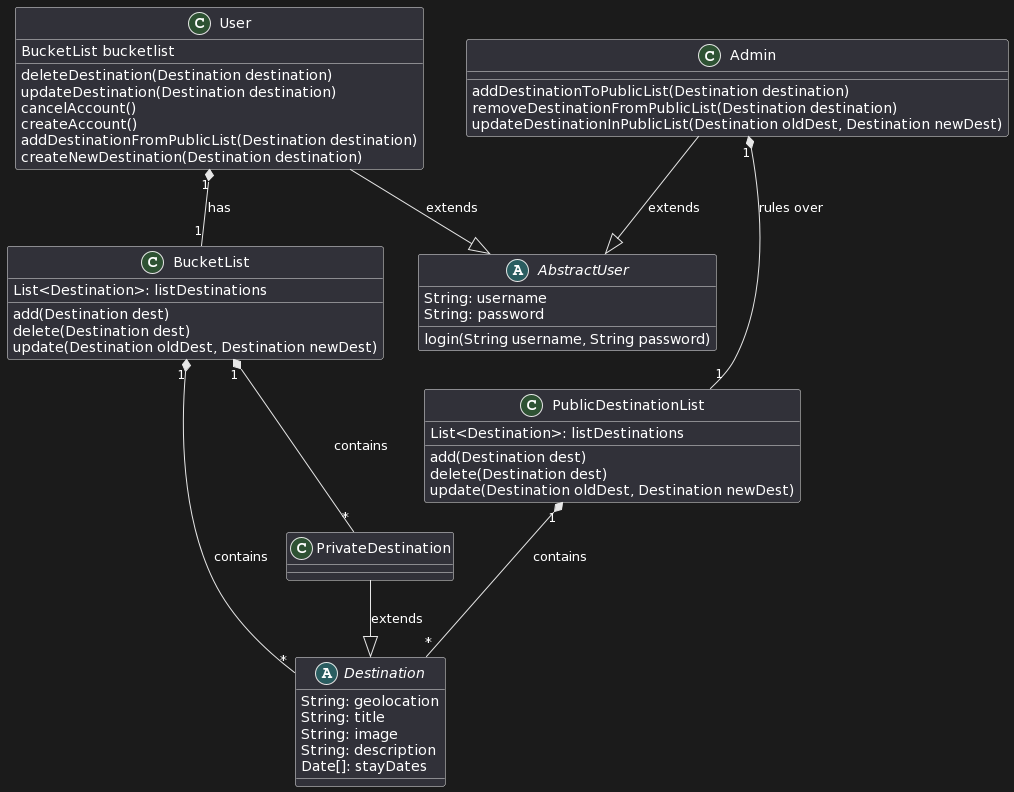 C User
BucketList bucketlist
deleteDestination(Destination destination)
updateDestination(Destination destination)
cancelAccount()
createAccount()
addDestinationFromPublicList(Destination destination)
createNewDestination(Destination destination)
C Admin
addDestinationToPublicList(Destination destination)
removeDestinationFromPublicList(Destination destination)
updateDestinationInPublicList(Destination oldDest, Destination newDest)
1
has
1
extends
extends
1
rules over
1
C BucketList
List<Destination>: listDestinations
add(Destination dest)
delete(Destination dest)
update(Destination oldDest, Destination newDest)
A AbstractUser
String: username
String: password
login(String username, String password)
1
1
contains
*
contains
*
C PublicDestinationList
List<Destination>: listDestinations
add(Destination dest)
delete(Destination dest)
update(Destination oldDest, Destination newDest)
1
contains
*
C PrivateDestination
extends
A Destination
String: geolocation
String: title
String: image
String: description
Date[]: stayDates